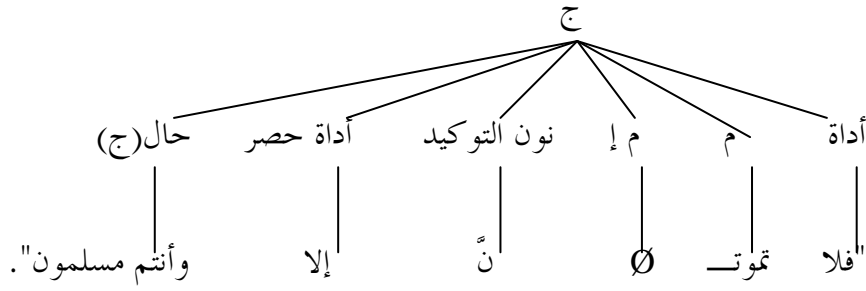 ج
أداة م م إ نون التوكيد أداة حصر حال(ج)
"فلا تموتـــ Ø نَّ إلا وأنتم مسلمون".